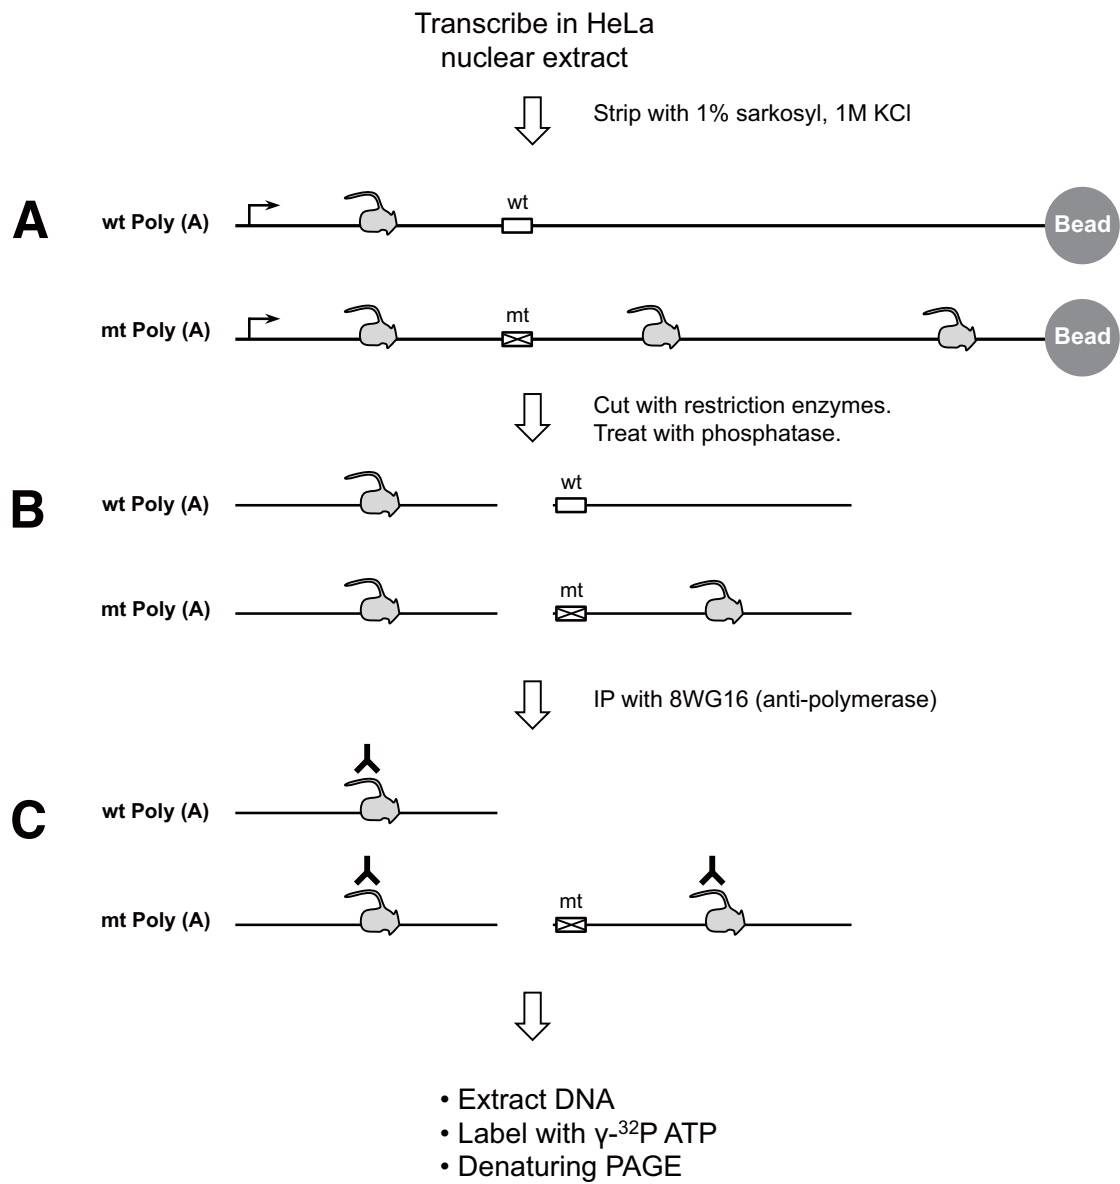 Transcribe in HeLa
nuclear extract
Strip with 1% sarkosyl, 1M KCl
A
wt Poly (A)
wt
Bead
mt Poly (A)
mt
Bead
Cut with restriction enzymes.
Treat with phosphatase.
B
wt Poly (A)
wt
mt Poly (A)
mt
IP with 8WG16 (anti-polymerase)
C
wt Poly (A)
mt Poly (A)
mt
• Extract DNA
• Label with γ-³²P ATP
• Denaturing PAGE